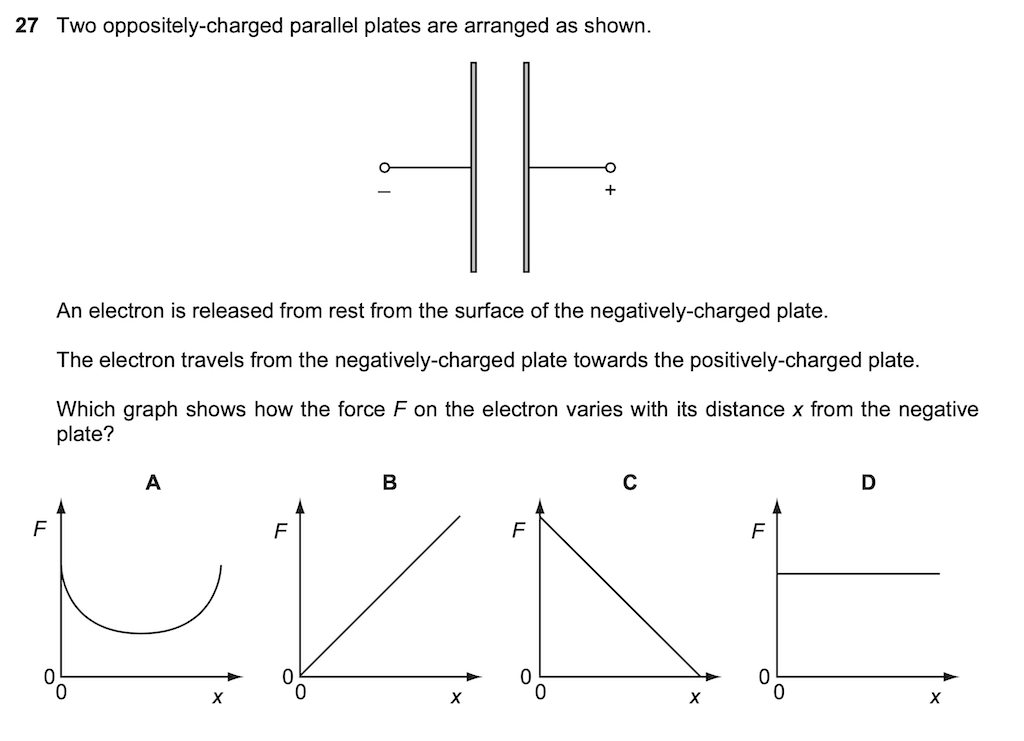 27 Two oppositely-charged parallel plates are arranged as shown.
– +
An electron is released from rest from the surface of the negatively-charged plate.
The electron travels from the negatively-charged plate towards the positively-charged plate.
Which graph shows how the force F on the electron varies with its distance x from the negative
plate?
A B C D
F F F F
0 0 0 0
0 x 0 x 0 x 0 x